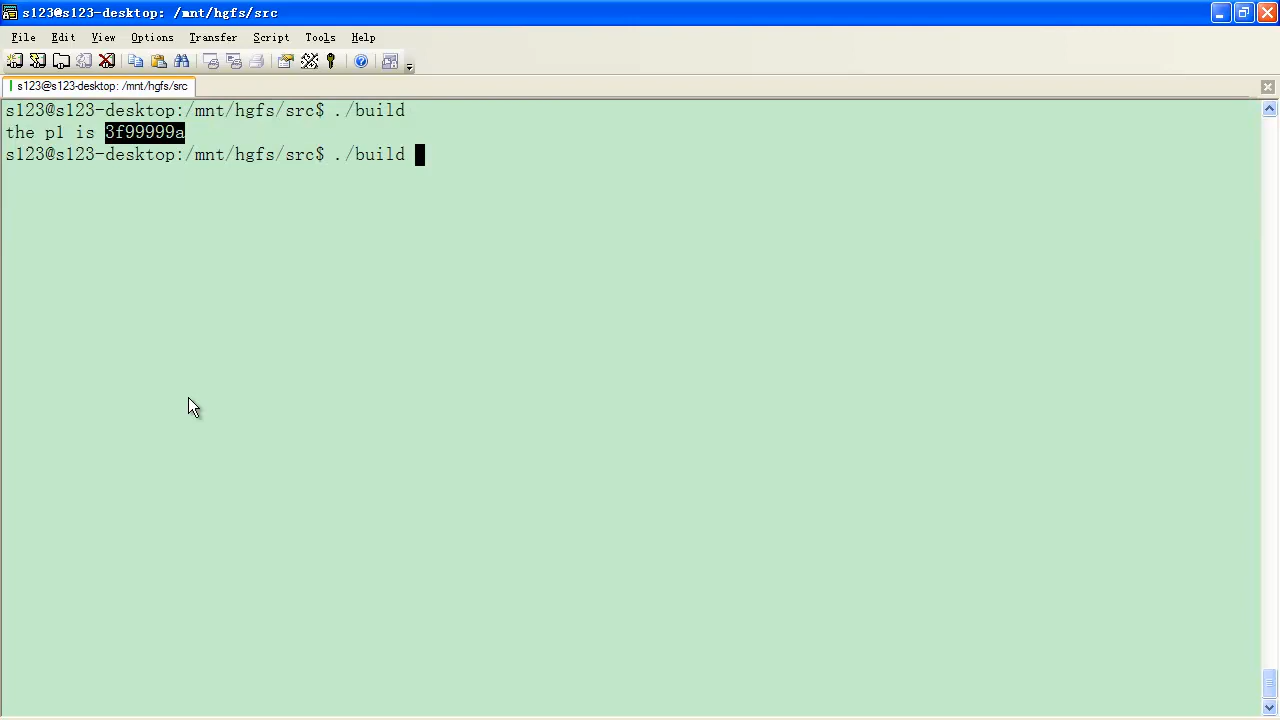 s123@s123-desktop: /mnt/hgfs/src
File Edit View Options Transfer Script Tools Help
s123@s123-desktop: /mnt/hgfs/src
s123@s123-desktop:/mnt/hgfs/src$ ./build
the p1 is 3f99999a
s123@s123-desktop:/mnt/hgfs/src$ ./build